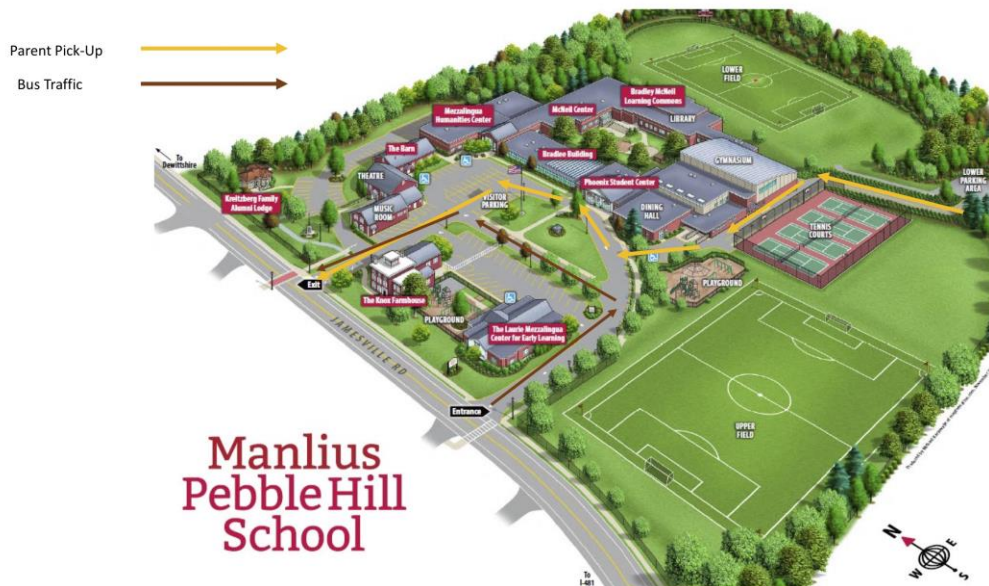 Parent Pick-Up
Bus Traffic
LOWER
FIELD
Bradley McNeil
Learning Commons
McNeil Center
LIBRARY
Mezzalingua
Humanities Center
GYMNASIUM
The Barn
Bradlee Building
To
Dewittshire
THEATRE
Phoenix Student Center
LOWER
PARKING
AREA
Kreitzberg Family
Alumni Lodge
MUSIC
ROOM
VISITOR
PARKING
DINING
HALL
TENNIS
COURTS
Exit
The Knox Farmhouse
PLAYGROUND
PLAYGROUND
The Laurie Mezzalingua
Center for Early Learning
JAMESVILLE RD
Entrance
UPPER
FIELD
Manlius
Pebble Hill
School
To
I-481
N
E
W
S